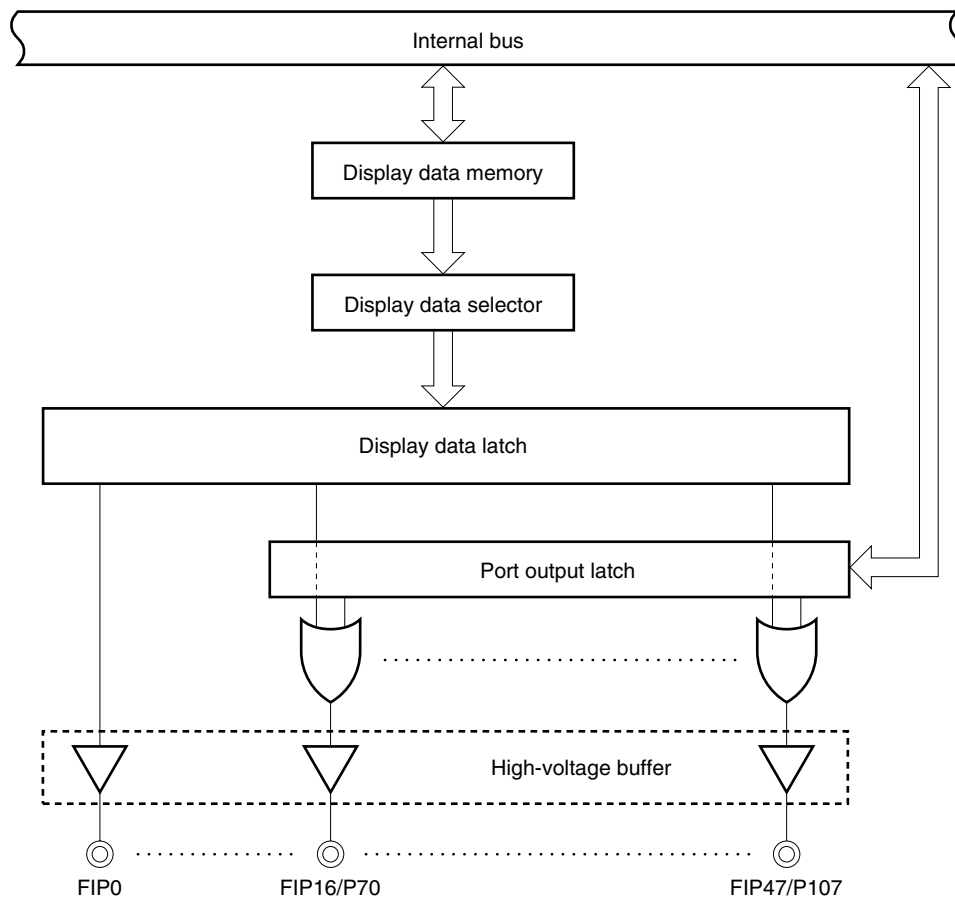 Internal bus
Display data memory
Display data selector
Display data latch
Port output latch
High-voltage buffer
FIP0
FIP16/P70
FIP47/P107